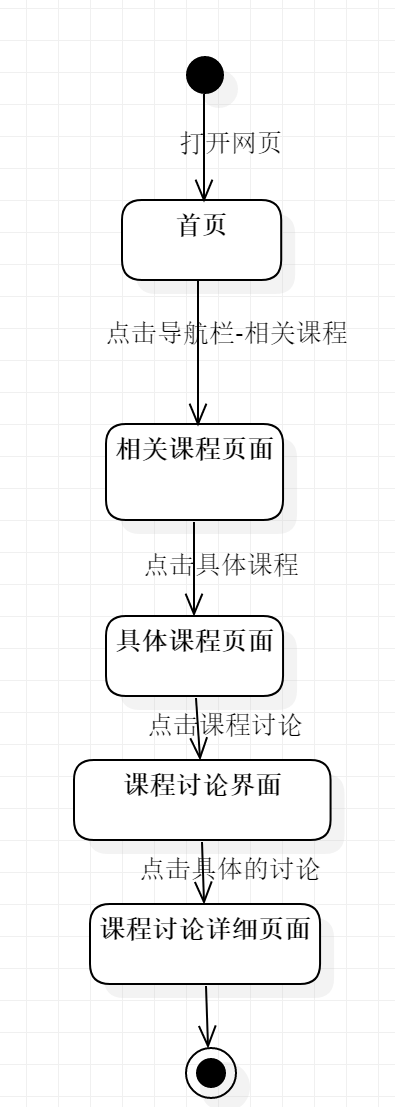 打开网页
首页
点击导航栏-相关课程
相关课程页面
点击具体课程
具体课程页面
点击课程讨论
课程讨论界面
点击具体的讨论
课程讨论详细页面